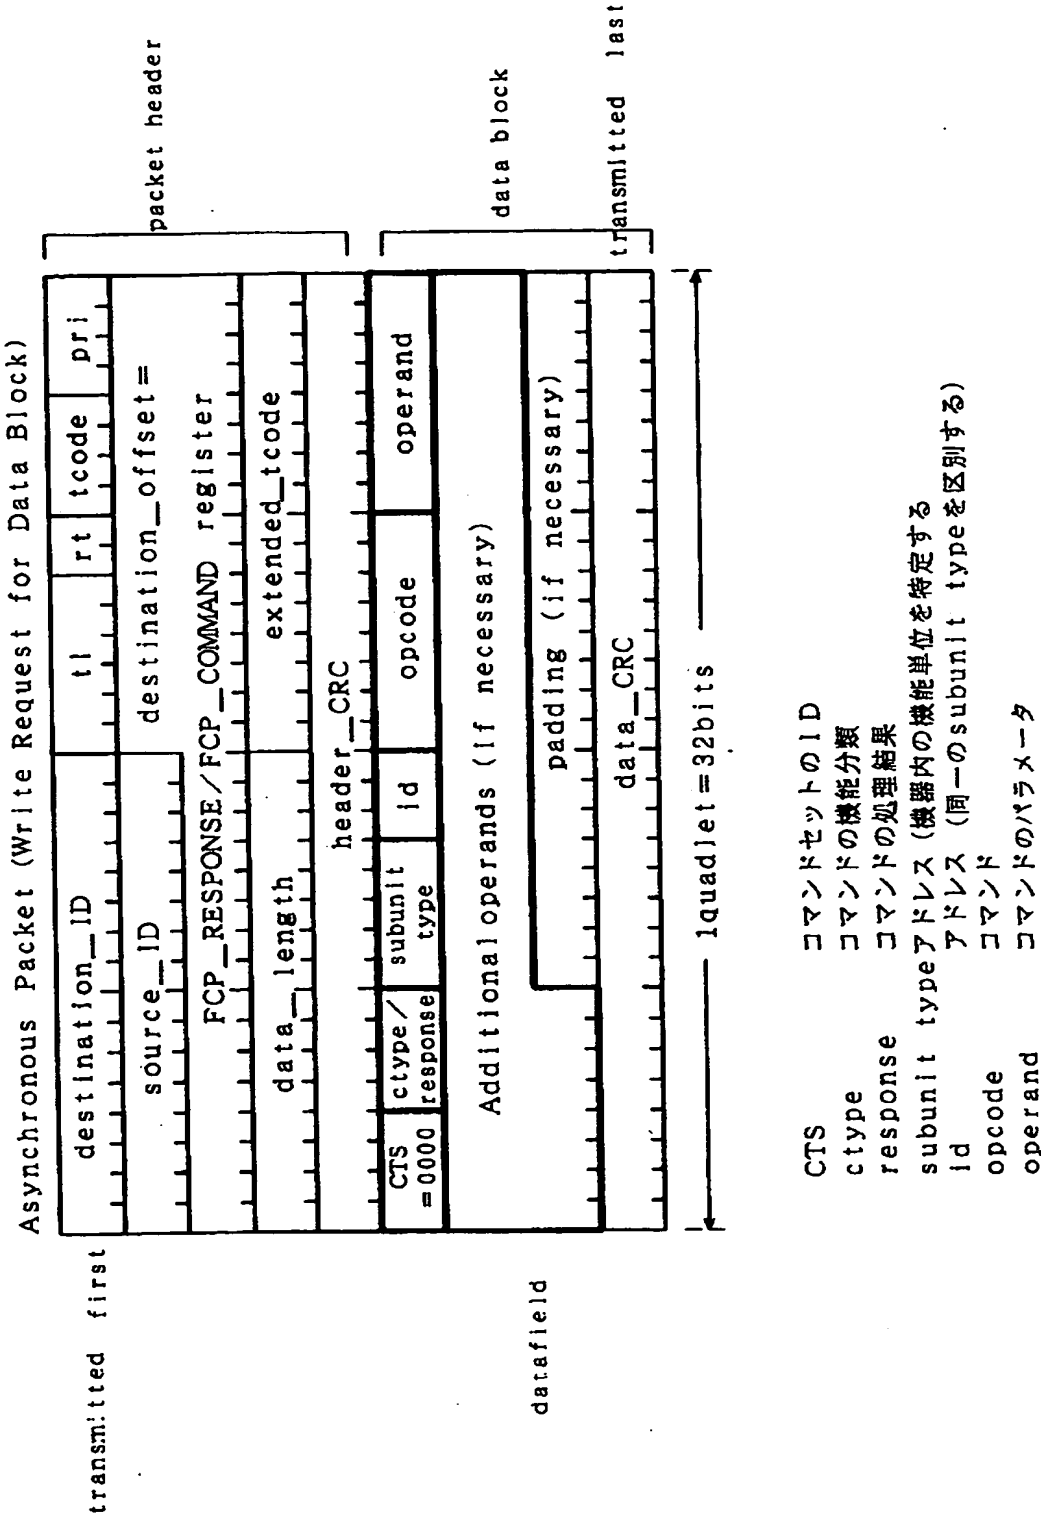 Asynchronous Packet (Write Request for Data Block)
transmitted first
destination_ID
tl
rt
tcode
pri
source_ID
destination_offset=
FCP_RESPONSE/FCP_COMMAND register
data_length
extended_tcode
header_CRC
packet header
CTS
=0000
ctype/
response
subunit
type
id
opcode
operand
Additional operands (if necessary)
padding (if necessary)
data_CRC
datafield
data block
transmitted last
1quadlet=32bits
CTS コマンドセットのID
ctype コマンドの機能分類
response コマンドの処理結果
subunit type アドレス (機器内の機能単位を特定する
id アドレス (同一のsubunit typeを区別する)
opcode コマンド
operand コマンドのパラメータ